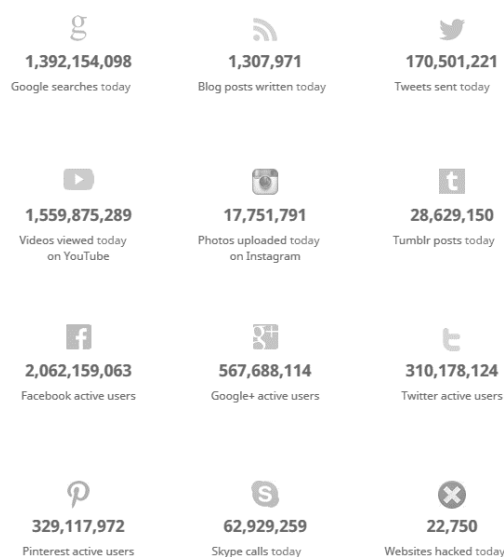 1,392,154,098
Google searches today
1,307,971
Blog posts written today
170,501,221
Tweets sent today
1,559,875,289
Videos viewed today
on YouTube
17,751,791
Photos uploaded today
on Instagram
28,629,150
Tumblr posts today
2,062,159,063
Facebook active users
567,688,114
Google+ active users
310,178,124
Twitter active users
329,117,972
Pinterest active users
62,929,259
Skype calls today
22,750
Websites hacked today